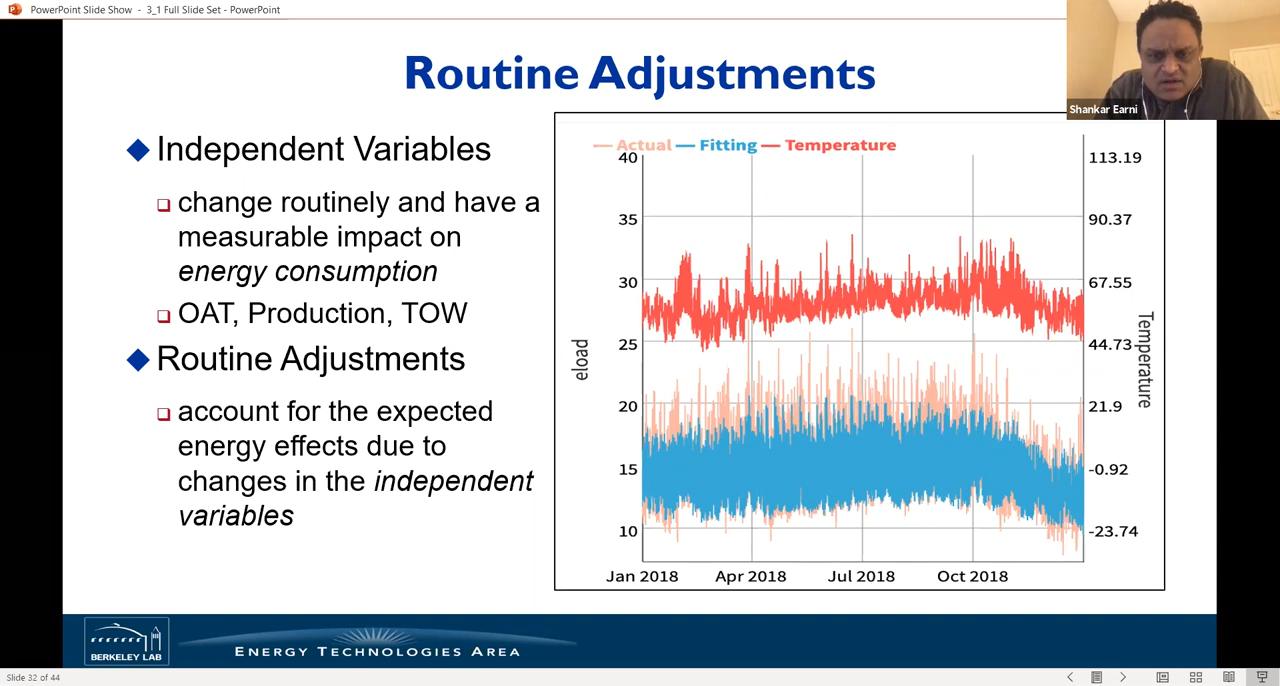 PowerPoint Slide Show - 3_1 Full Slide Set - PowerPoint
Shankar Earni
Routine Adjustments
Independent Variables
change routinely and have a
measurable impact on
energy consumption
OAT, Production, TOW
Routine Adjustments
account for the expected
energy effects due to
changes in the independent
variables
Actual Fitting Temperature
40 113.19
35 90.37
30 67.55
25 44.73
20 21.9
15 -0.92
10 -23.74
eload
Temperature
Jan 2018 Apr 2018 Jul 2018 Oct 2018
BERKELEY LAB
ENERGY TECHNOLOGIES AREA
Slide 32 of 44